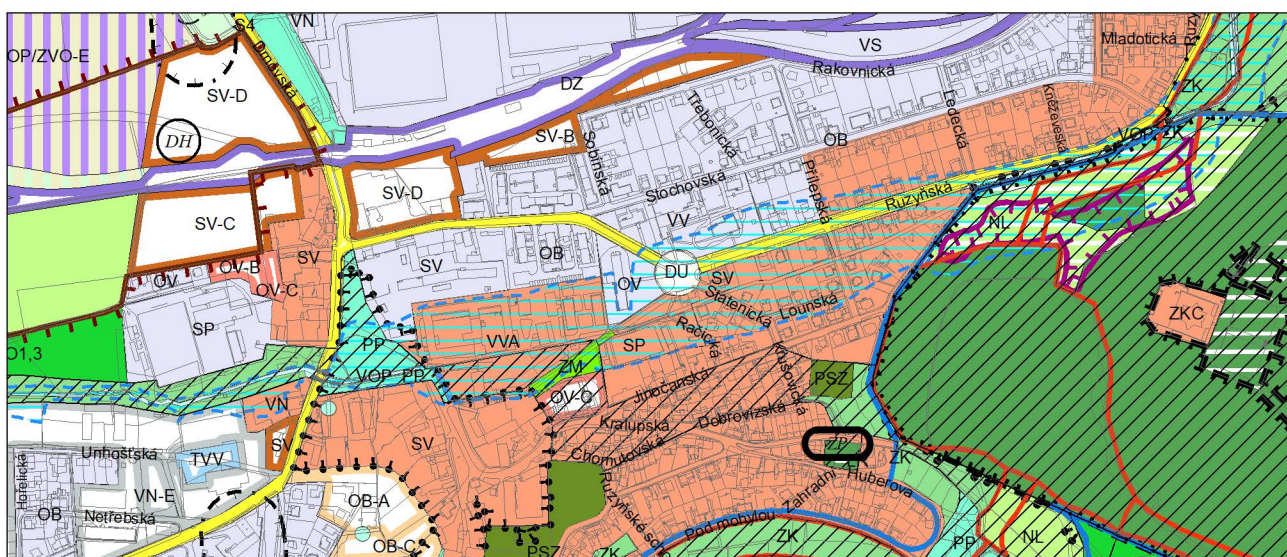 S4
VN
OP/ZVO-E
Drnovská
SV-D
DH
DZ
VS
Rakovnická
Mladotická
ZK
SV-B
Sobínská
Třebonická
Ledecká
Kněževeská
OB
VOP ZK
SV-D
Stochovská
Přílepská
Ruzyňská
SV-C
VV
NL
SV
OV
OV-B
OV-C
SV
OB
OV
DU
SV
Statenická
Lounská
ZKC
SP
PP
VVA
SP
Račická
O1,3
VOP PP
ZM
Jinočanská
Krušovická
PSZ
OV-C
VN
Kralupská
Dobrovízská
SV
Chomutovská
ZP
ZK
Unhošťská
TVV
Huberova
Hořelická
VN-E
OB
Netřebská
OB-A
OB-C
Zahradní
Pod mohylou
PSZ
ZK
ZK
PP
NL